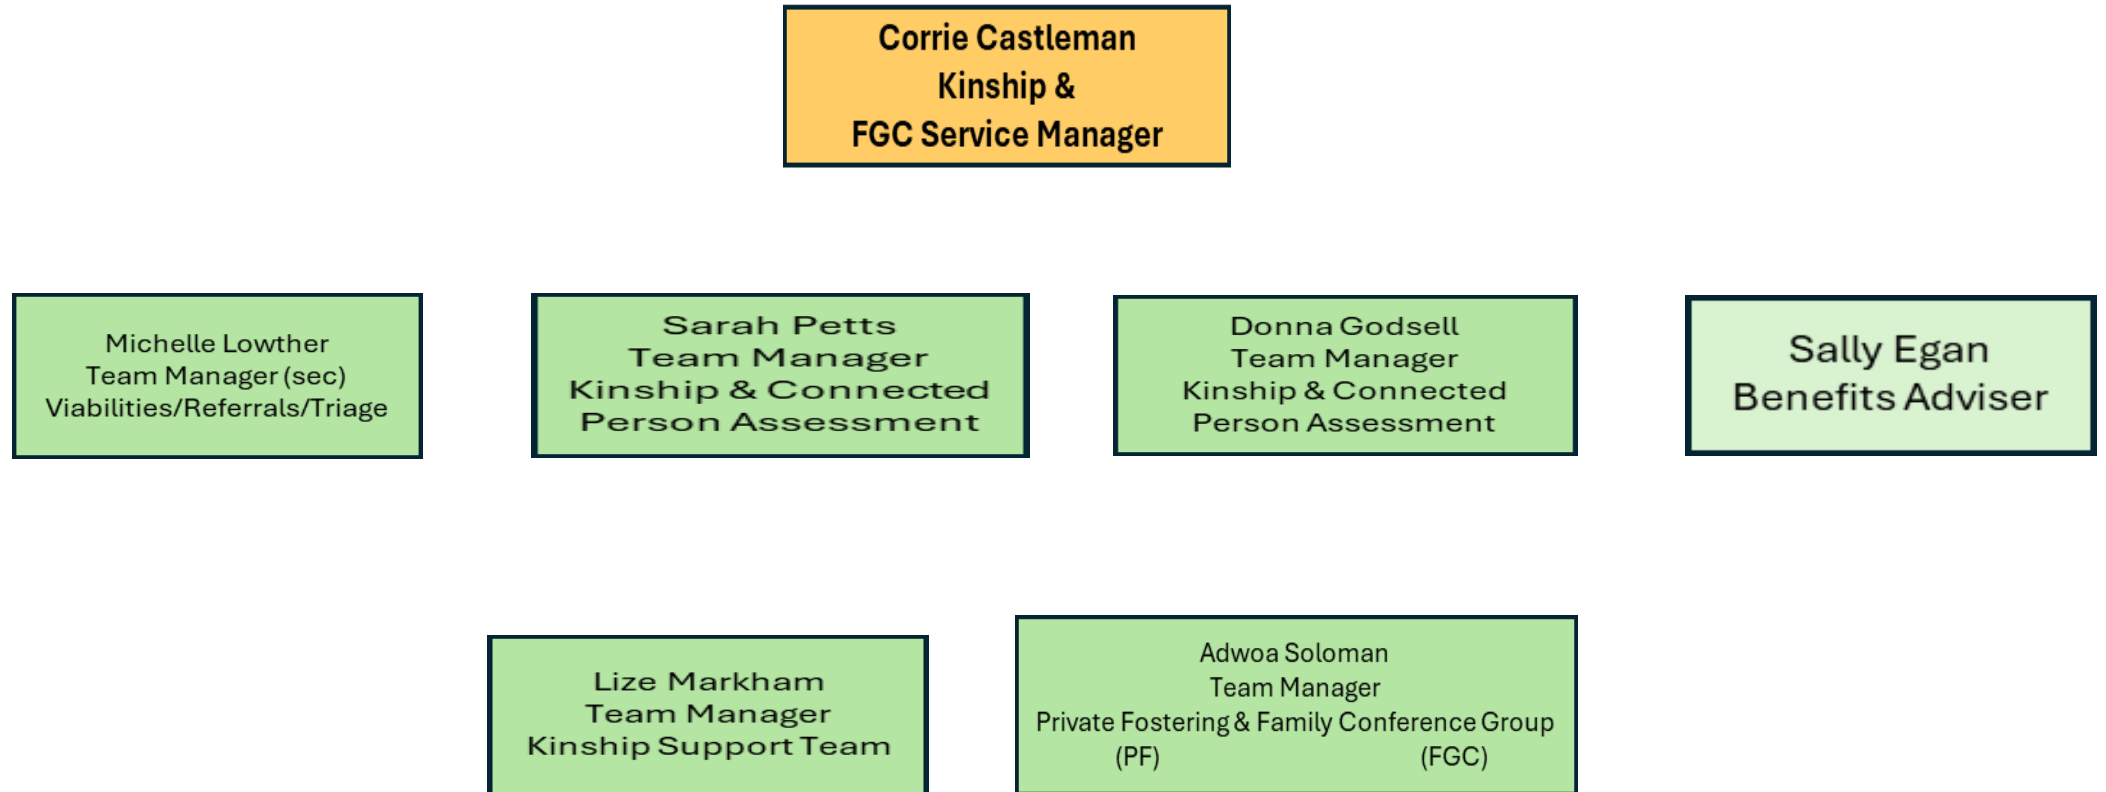 Corrie Castleman
Kinship &
FGC Service Manager
Michelle Lowther
Team Manager (sec)
Viabilities/Referrals/Triage
Sarah Petts
Team Manager
Kinship & Connected
Person Assessment
Donna Godsell
Team Manager
Kinship & Connected
Person Assessment
Sally Egan
Benefits Adviser
Lize Markham
Team Manager
Kinship Support Team
Adwoa Soloman
Team Manager
Private Fostering & Family Conference Group
(PF) (FGC)